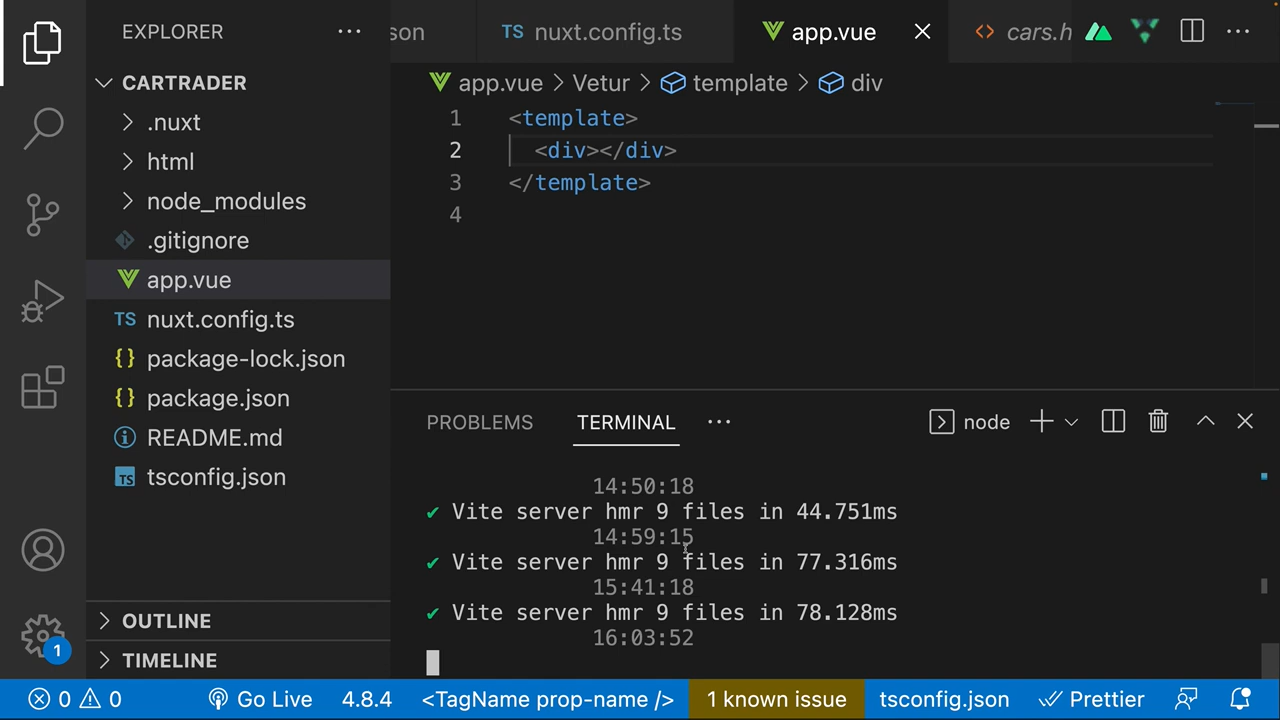 EXPLORER
CARTRADER
.nuxt
html
node_modules
.gitignore
app.vue
TS nuxt.config.ts
{} package-lock.json
{} package.json
README.md
TS tsconfig.json
OUTLINE
TIMELINE
1
son
TS nuxt.config.ts
app.vue
<> cars.h
app.vue > Vetur > template > div
1 <template>
2 <div></div>
3 </template>
4
PROBLEMS TERMINAL ··· node
14:50:18
✔ Vite server hmr 9 files in 44.751ms
14:59:15
✔ Vite server hmr 9 files in 77.316ms
15:41:18
✔ Vite server hmr 9 files in 78.128ms
16:03:52
0 0 Go Live 4.8.4 <TagName prop-name /> 1 known issue tsconfig.json Prettier